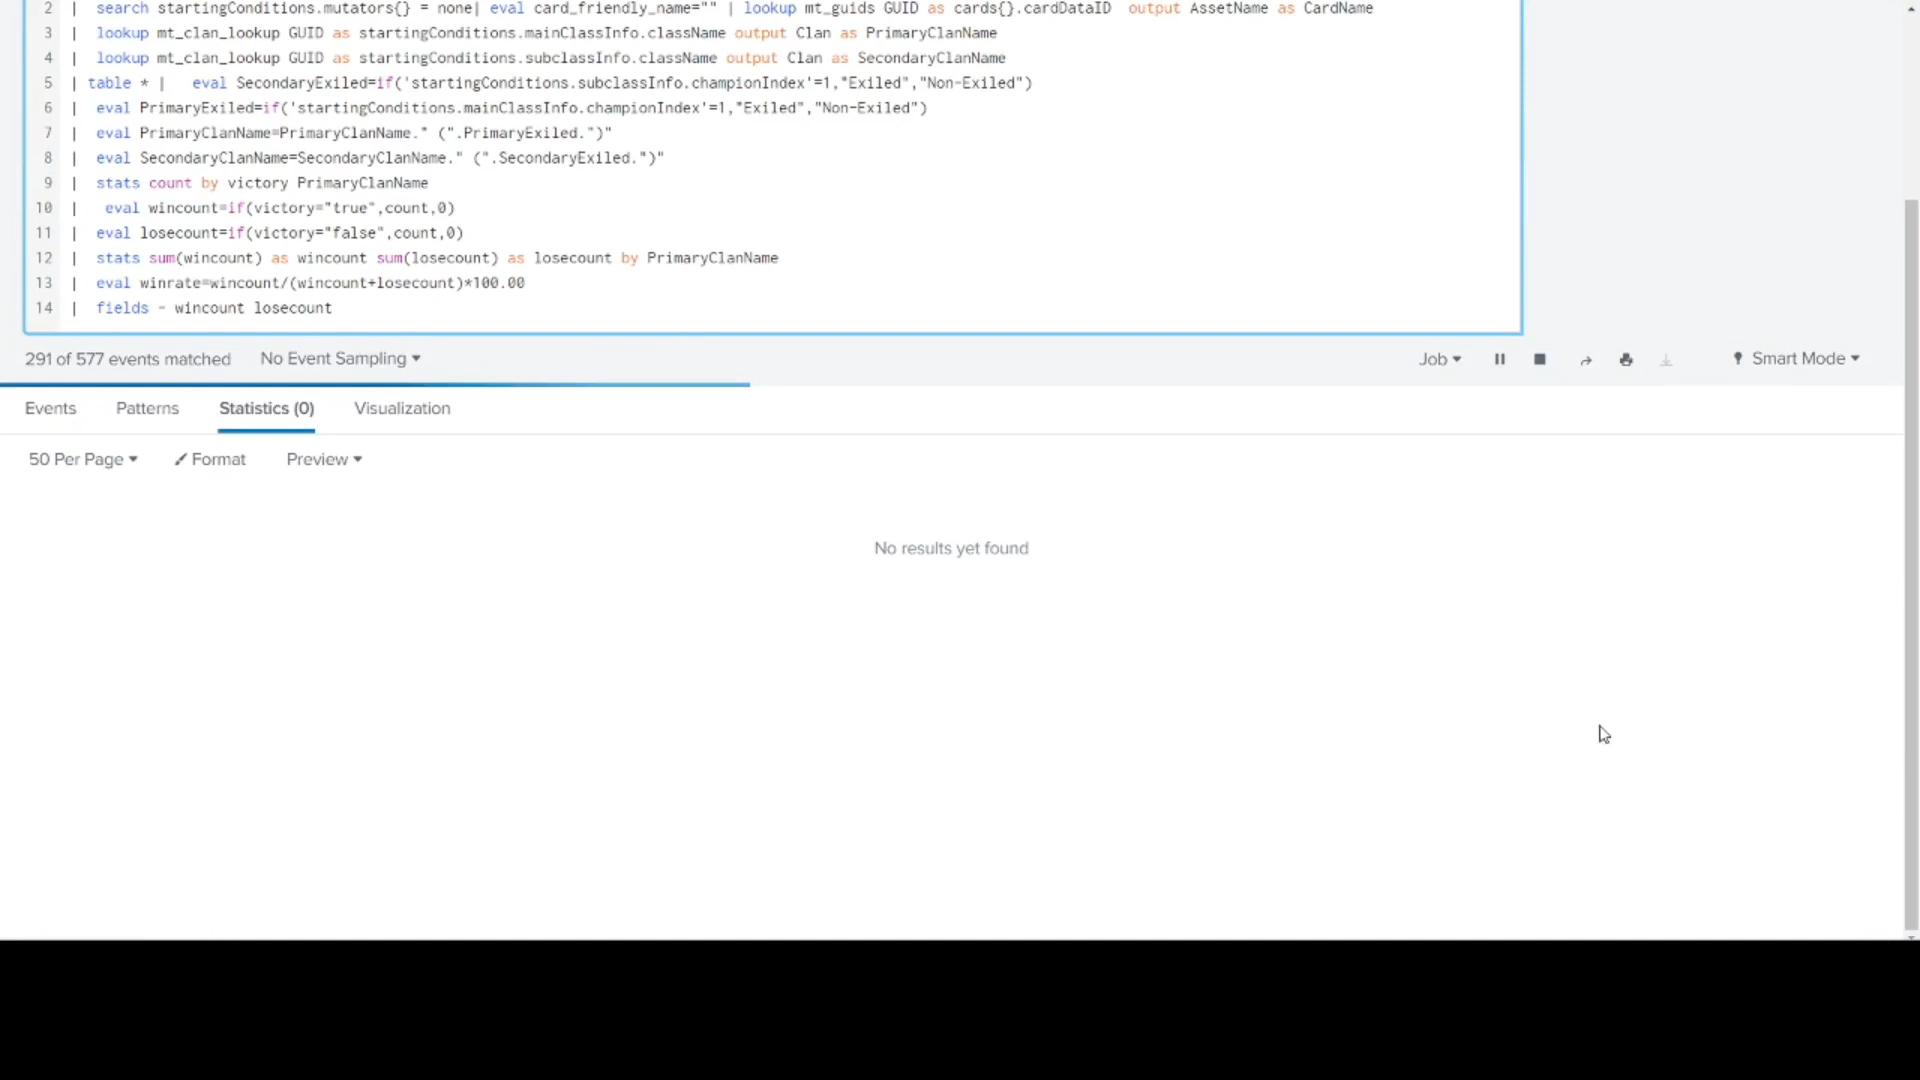 2 | search startingConditions.mutators{} = none| eval card_friendly_name="" | lookup mt_guids GUID as cards{}.cardDataID output AssetName as CardName
3 | lookup mt_clan_lookup GUID as startingConditions.mainClassInfo.className output Clan as PrimaryClanName
4 | lookup mt_clan_lookup GUID as startingConditions.subclassInfo.className output Clan as SecondaryClanName
5 | table * | eval SecondaryExiled=if('startingConditions.subclassInfo.championIndex'=1,"Exiled","Non-Exiled")
6 | eval PrimaryExiled=if('startingConditions.mainClassInfo.championIndex'=1,"Exiled","Non-Exiled")
7 | eval PrimaryClanName=PrimaryClanName." (".PrimaryExiled.")"
8 | eval SecondaryClanName=SecondaryClanName." (".SecondaryExiled.")"
9 | stats count by victory PrimaryClanName
10 | eval wincount=if(victory="true",count,0)
11 | eval losecount=if(victory="false",count,0)
12 | stats sum(wincount) as wincount sum(losecount) as losecount by PrimaryClanName
13 | eval winrate=wincount/(wincount+losecount)*100.00
14 | fields - wincount losecount
291 of 577 events matched No Event Sampling Job Smart Mode
Events Patterns Statistics (0) Visualization
50 Per Page Format Preview
No results yet found